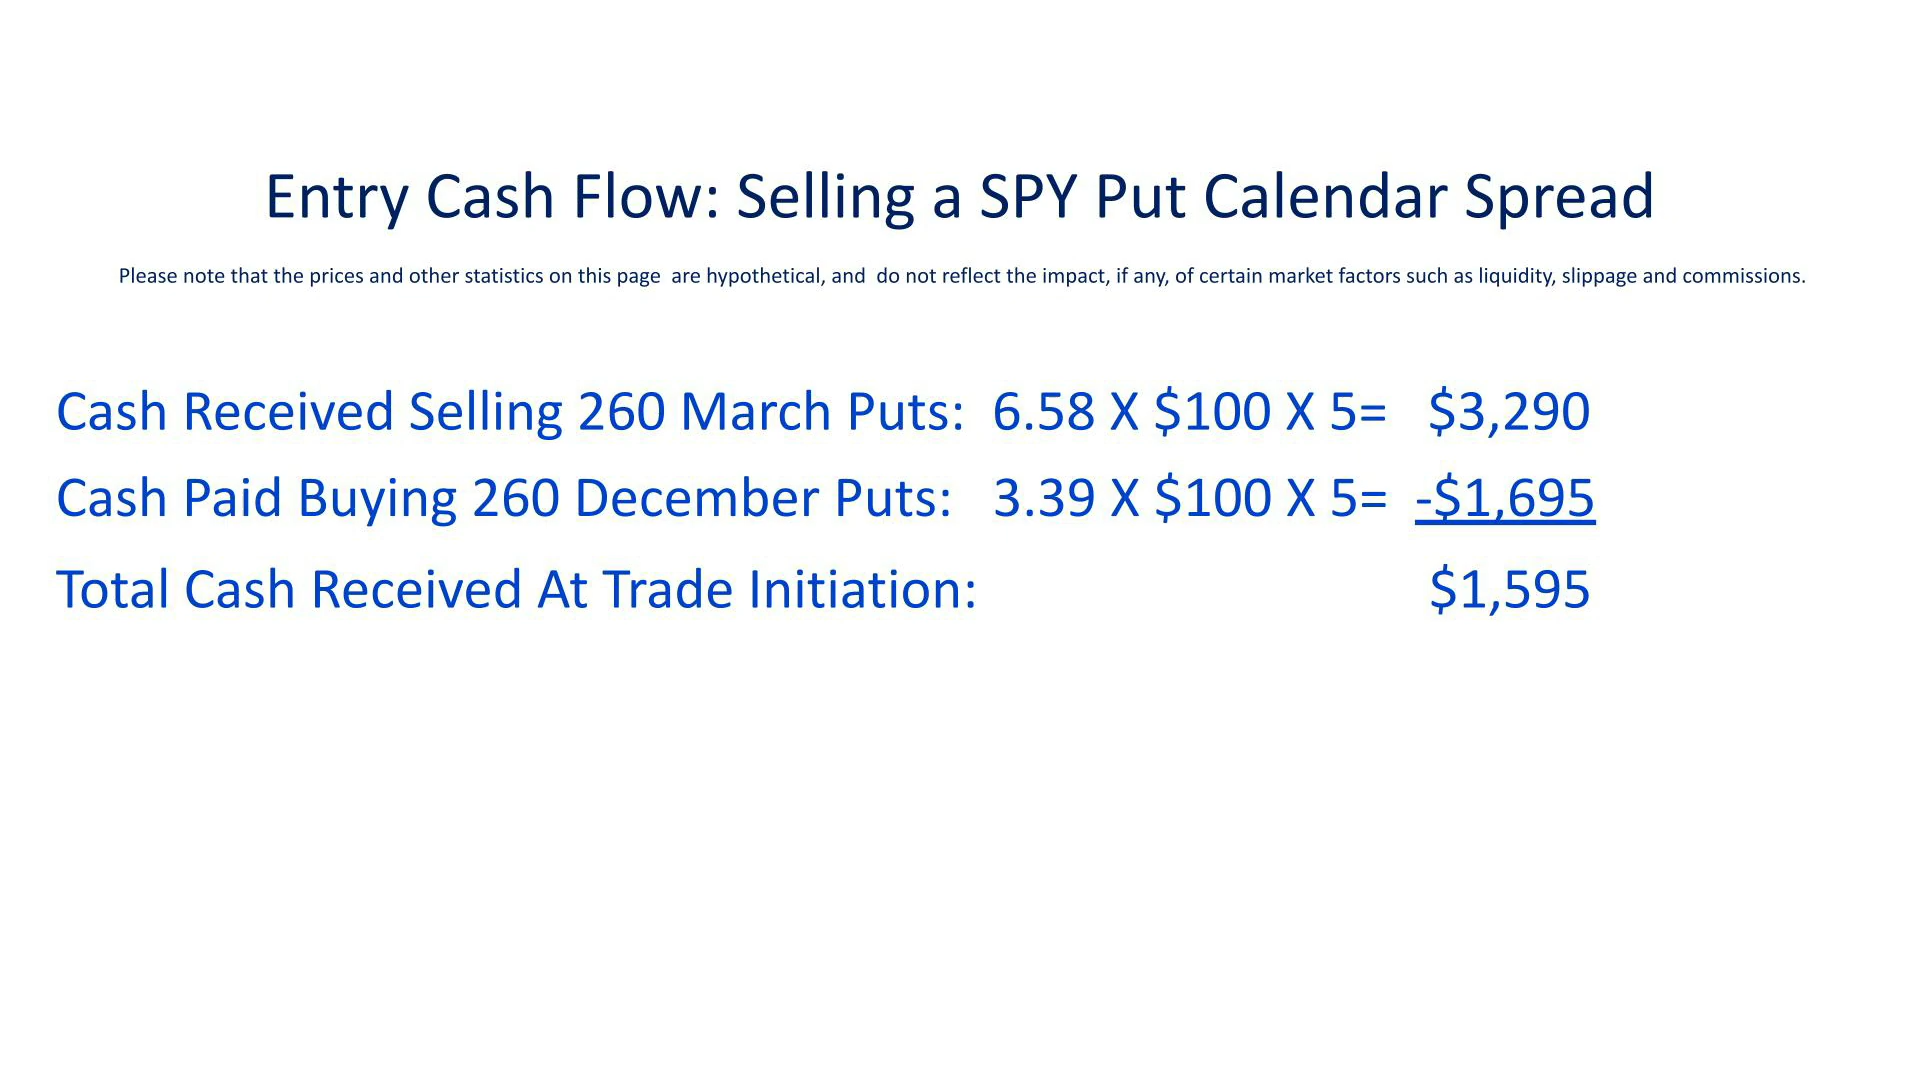 Entry Cash Flow: Selling a SPY Put Calendar Spread
Please note that the prices and other statistics on this page  are hypothetical, and  do not reflect the impact, if any, of certain market factors such as liquidity, slippage and commissions.
Cash Received Selling 260 March Puts:  6.58 X $100 X 5=   $3,290
Cash Paid Buying 260 December Puts:   3.39 X $100 X 5=  -$1,695
Total Cash Received At Trade Initiation:   $1,595